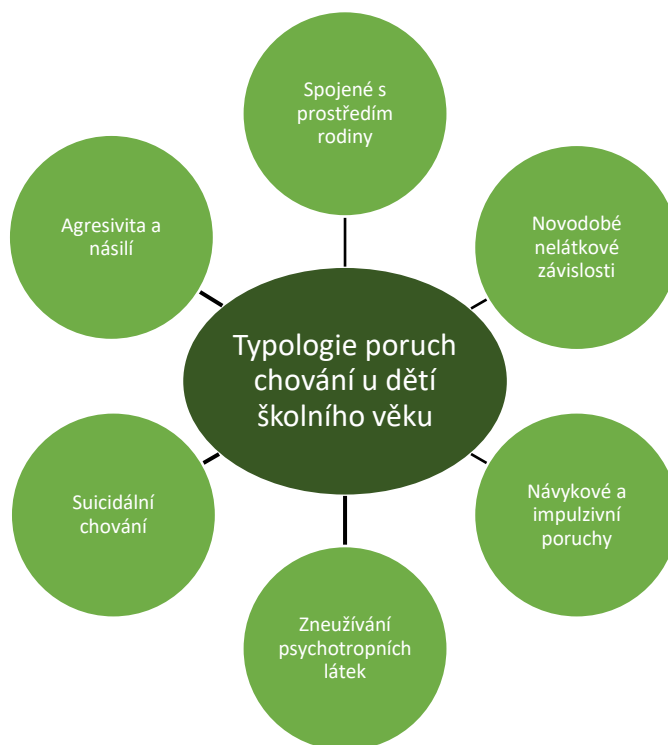 Spojené s
prostředím
rodiny
Agresivita a
násilí
Novodobé
nelátkové
závislosti
Typologie poruch
chování u dětí
školního věku
Suicidální
chování
Návykové a
impulzivní
poruchy
Zneužívání
psychotropních
látek